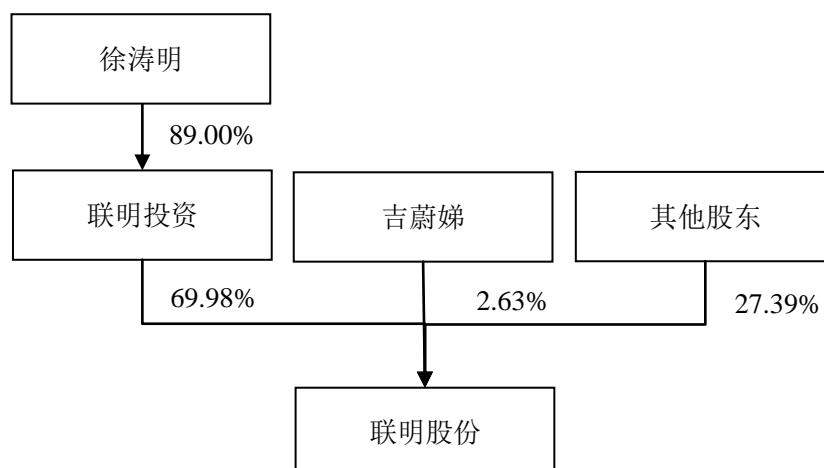 徐涛明
89.00%
联明投资
吉蔚娣
其他股东
69.98%
2.63%
27.39%
联明股份